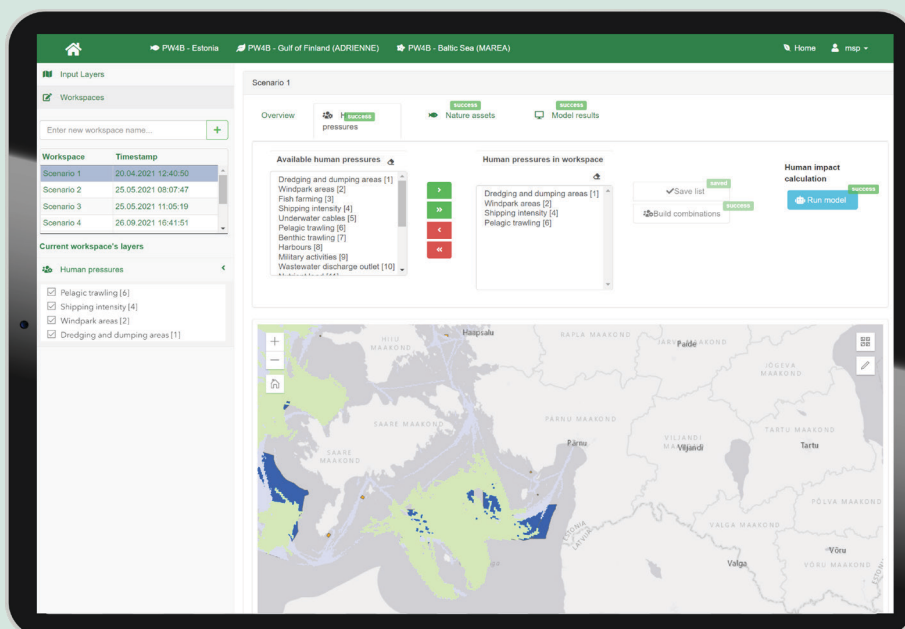 PW4B - Estonia
PW4B - Gulf of Finland (ADRIENNE)
PW4B - Baltic Sea (MAREA)
Home
msp
Input Layers
Workspaces
Enter new workspace name...
+
Workspace Timestamp
Scenario 1 20.04.2021 12:40:50
Scenario 2 25.05.2021 08:07:47
Scenario 3 25.05.2021 11:05:19
Scenario 4 26.09.2021 16:41:51
Current workspace's layers
Human pressures
Pelagic trawling [6]
Shipping intensity [4]
Windpark areas [2]
Dredging and dumping areas [1]
Scenario 1
Overview
success
pressures
success
Nature assets
success
Model results
Available human pressures
Dredging and dumping areas [1]
Windpark areas [2]
Fish farming [3]
Shipping intensity [4]
Underwater cables [5]
Pelagic trawling [6]
Benthic trawling [7]
Harbours [8]
Military activities [9]
Wastewater discharge outlet [10]
›
»
‹
«
Human pressures in workspace
Dredging and dumping areas [1]
Windpark areas [2]
Shipping intensity [4]
Pelagic trawling [6]
saved
Save list
success
Build combinations
Human impact
calculation
success
Run model
+
−
HIIU
MAAKOND
Haapsalu
RAPLA MAAKOND
Paide
JÕGEVA
MAAKOND
SAARE MAAKOND
SAARE
MAAKOND
PÄRNU MAAKOND
Pärnu
VILJANDI
Viljandi
TARTU MAAKOND
Tartu
PÕLVA MAAKOND
VALGA MAAKOND
ESTONIA
LATVIA
Valga
Võru
VÕRU MAAKOND